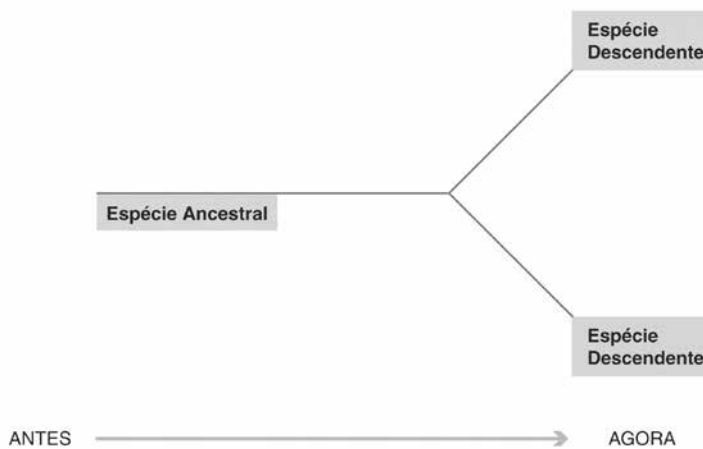 Espécie
Descendente
Espécie Ancestral
Espécie
Descendente
ANTES
AGORA